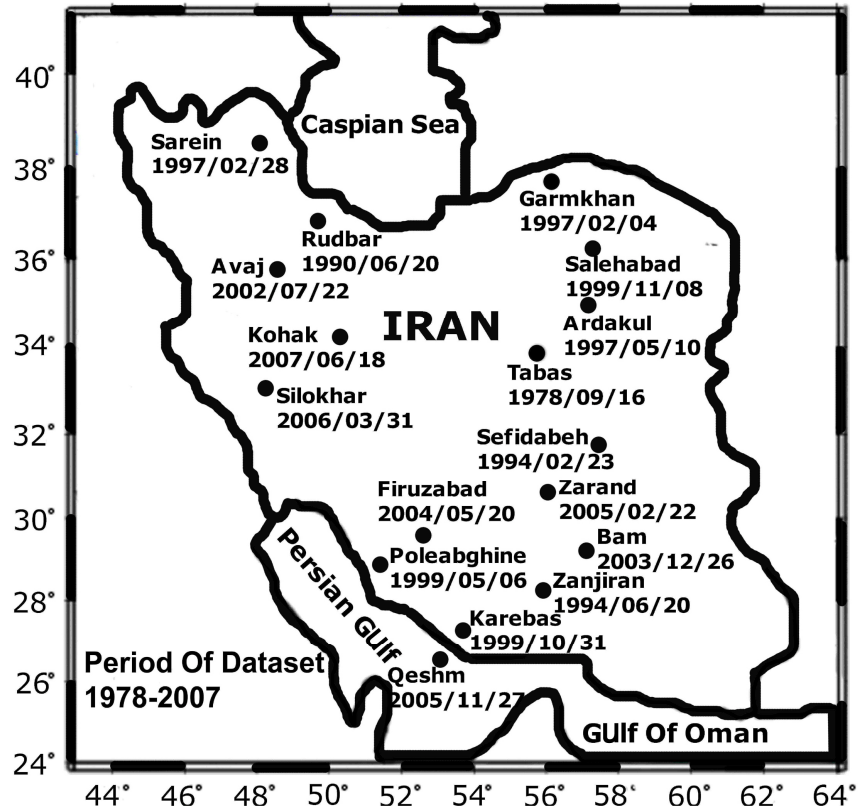 40°
38°
36°
34°
32°
30°
28°
26°
24°
Caspian Sea
Sarein
1997/02/28
Garmkhan
1997/02/04
Rudbar
1990/06/20
Avaj
2002/07/22
Salehabad
1999/11/08
IRAN
Ardakul
1997/05/10
Kohak
2007/06/18
Tabas
1978/09/16
Silokhar
2006/03/31
Sefidabeh
1994/02/23
Firuzabad
2004/05/20
Zarand
2005/02/22
Bam
2003/12/26
Poleabghine
1999/05/06
Zanjiran
1994/06/20
Persian Gulf
Karebas
1999/10/31
Qeshm
2005/11/27
Period Of Dataset
1978-2007
Gulf Of Oman
44° 46° 48° 50° 52° 54° 56° 58° 60° 62° 64°